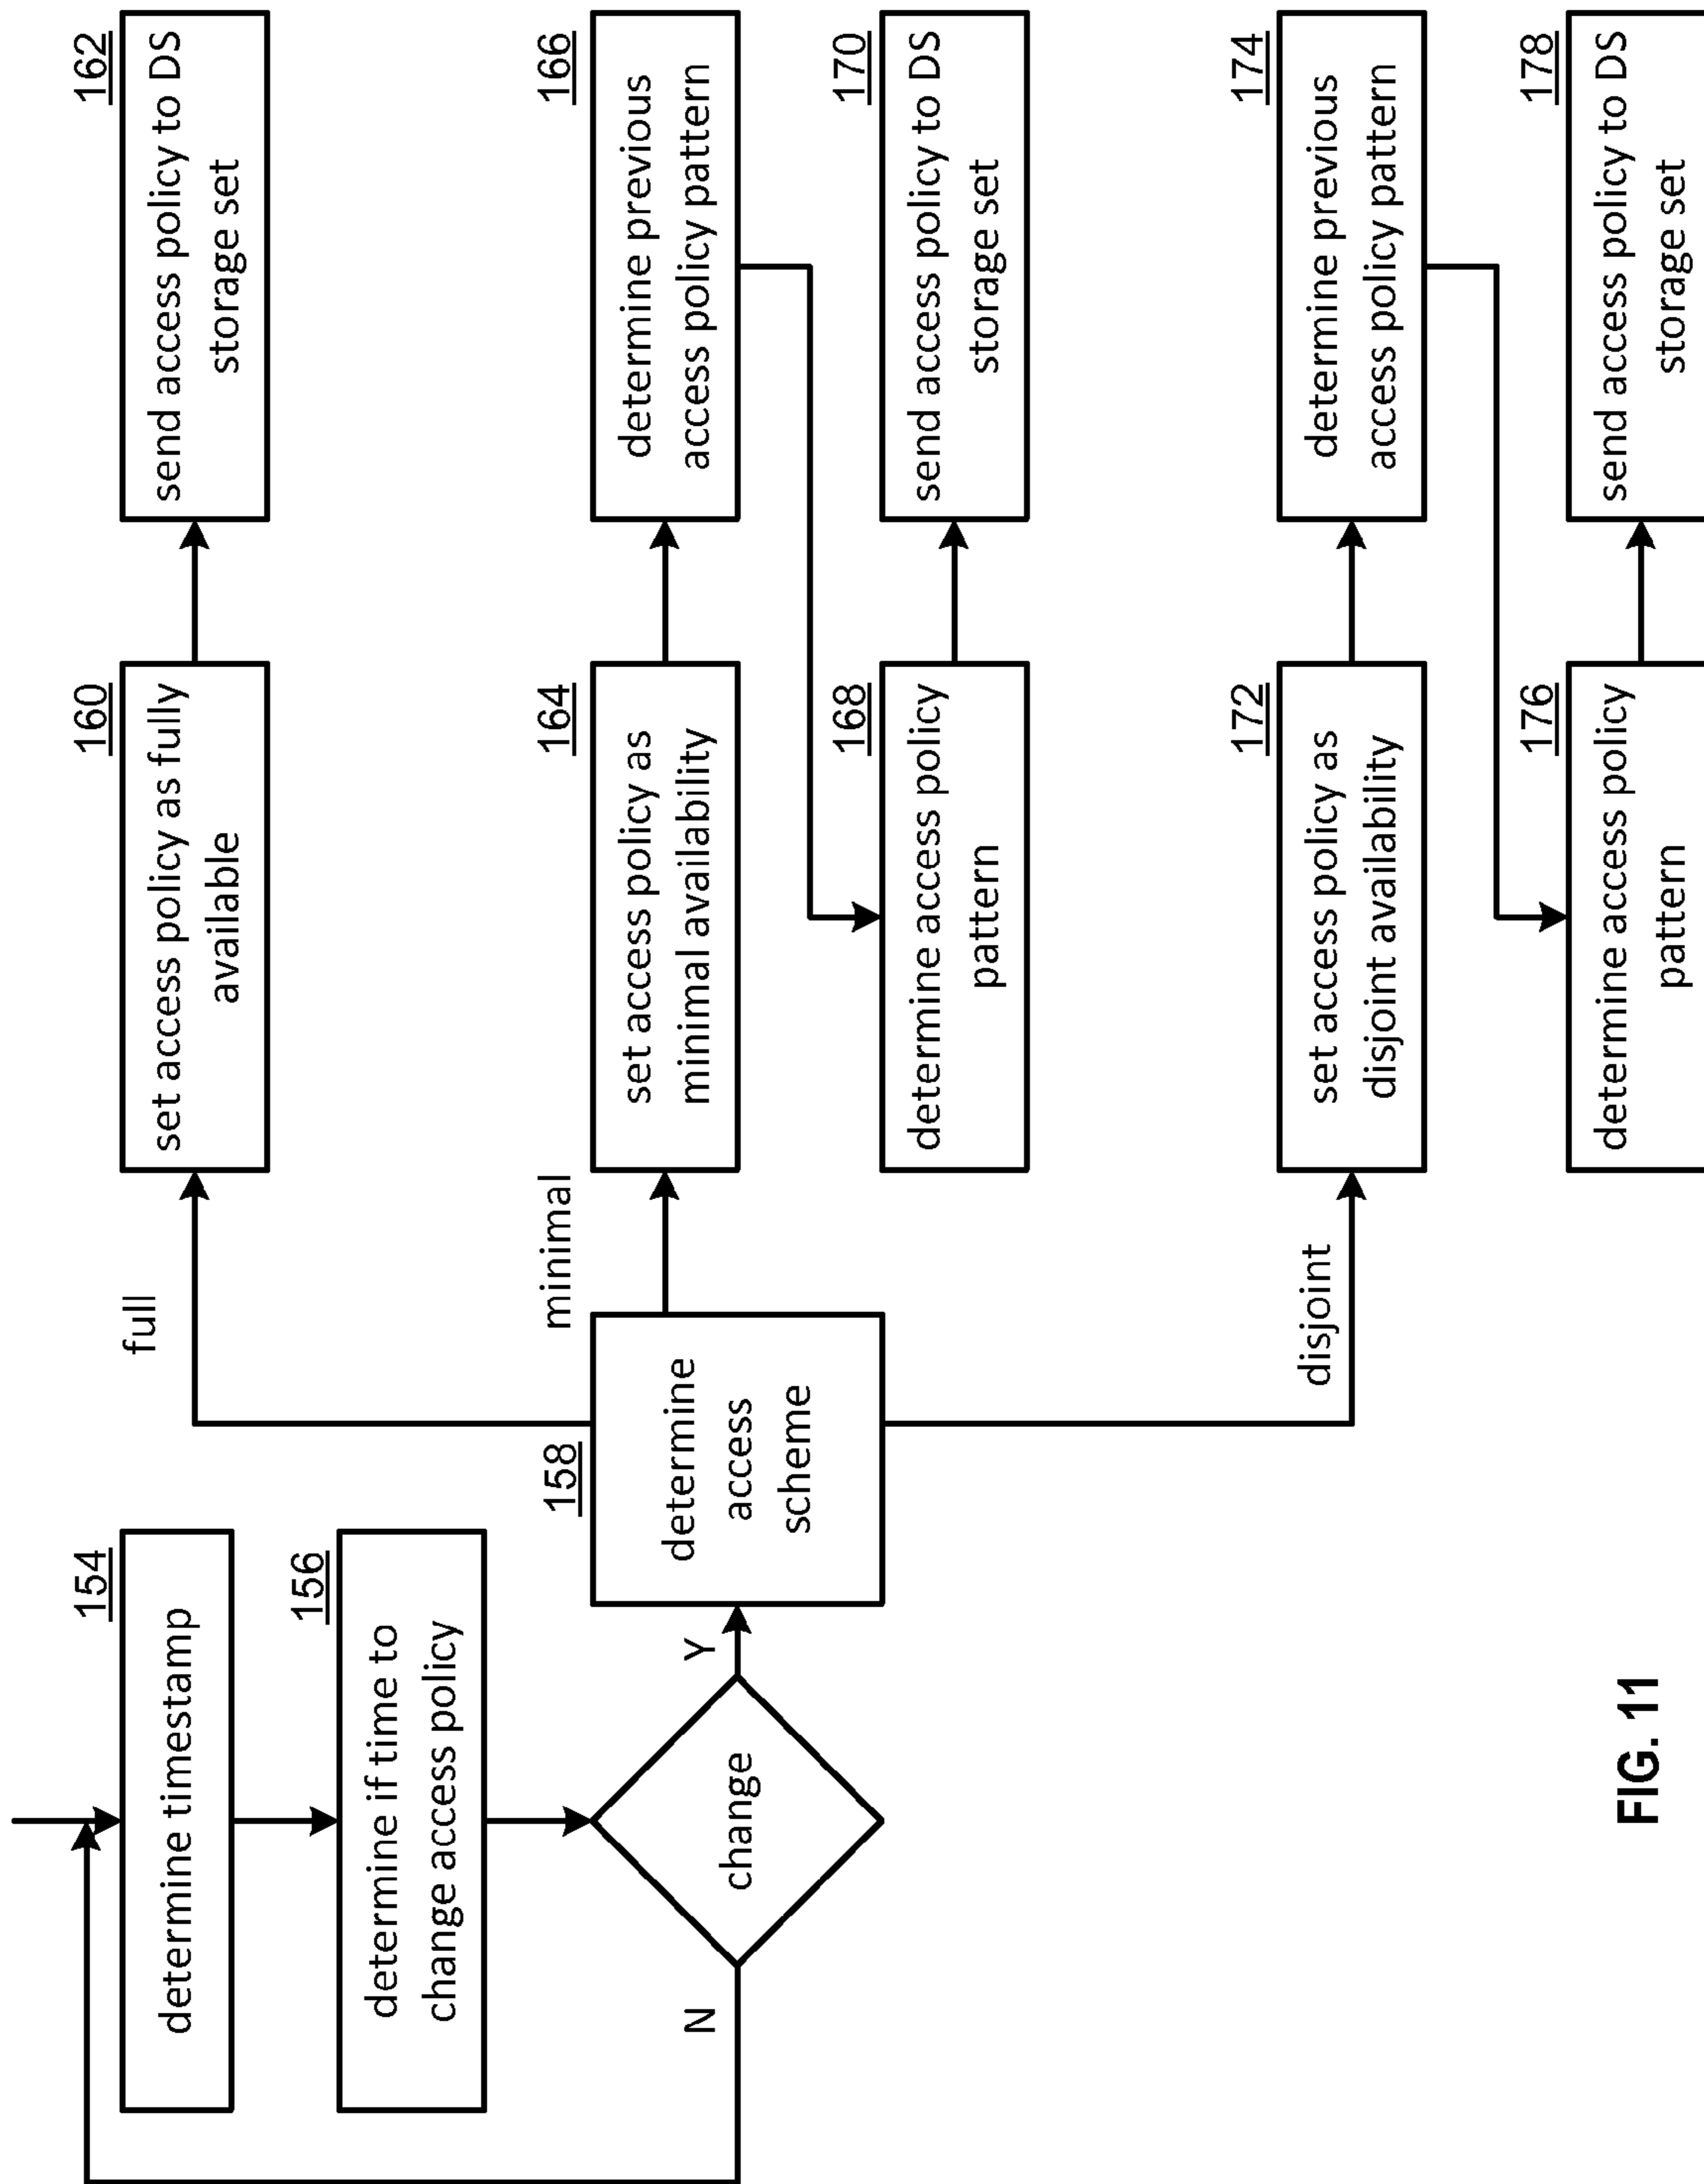 154
determine timestamp
156
determine if time to
change access policy
change
N
Y
158
determine
access
scheme
full
160
set access policy as fully
available
162
send access policy to DS
storage set
minimal
164
set access policy as
minimal availability
166
determine previous
access policy pattern
168
determine access policy
pattern
170
send access policy to DS
storage set
disjoint
172
set access policy as
disjoint availability
174
determine previous
access policy pattern
176
determine access policy
pattern
178
send access policy to DS
storage set
FIG. 11